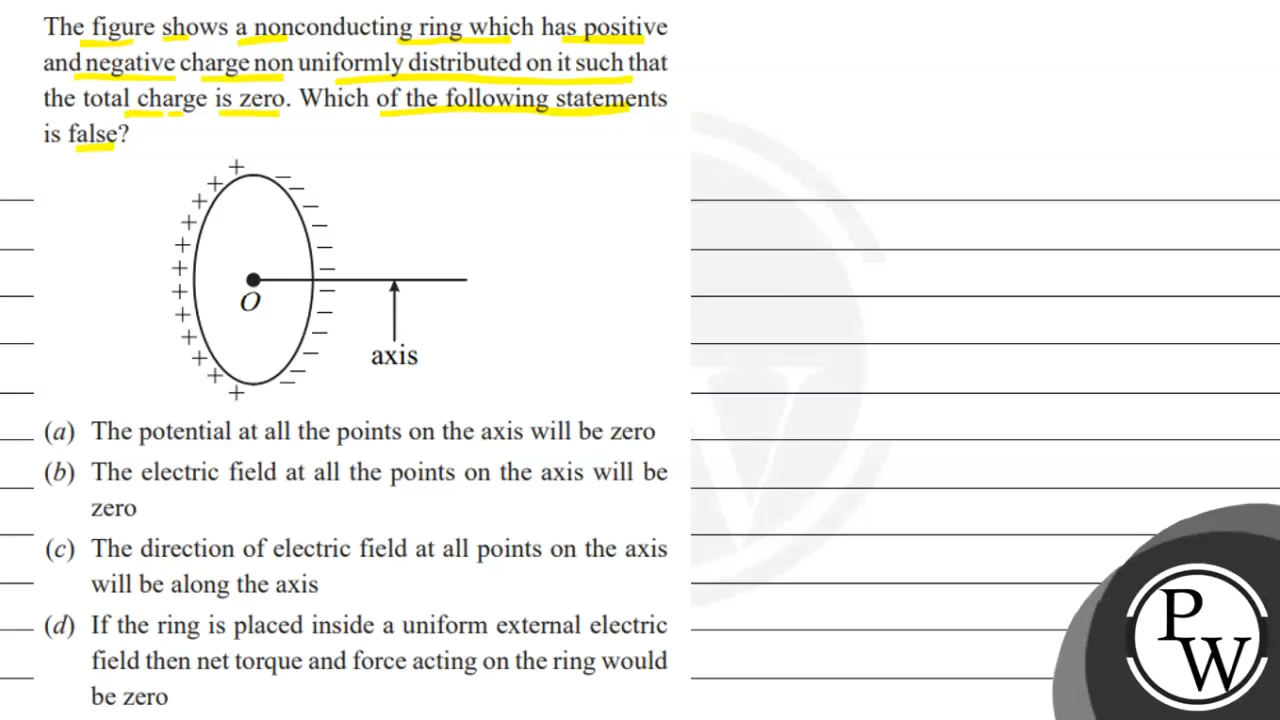 The figure shows a nonconducting ring which has positive
and negative charge non uniformly distributed on it such that
the total charge is zero. Which of the following statements
is false?
O
axis
(a) The potential at all the points on the axis will be zero
(b) The electric field at all the points on the axis will be
zero
(c) The direction of electric field at all points on the axis
will be along the axis
(d) If the ring is placed inside a uniform external electric
field then net torque and force acting on the ring would
be zero
P
W